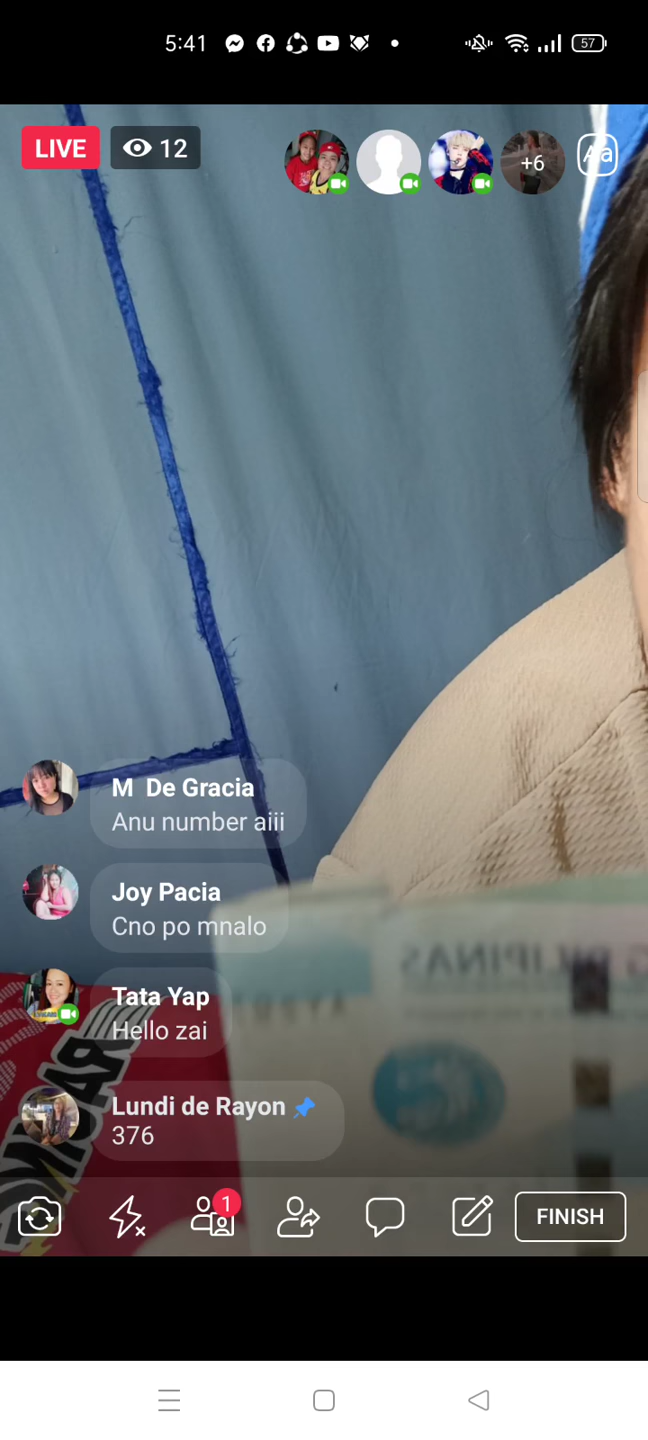 5:41
57
LIVE
12
+6
Aa
M De Gracia
Anu number aiii
Joy Pacia
Cno po mnalo
Tata Yap
Hello zai
Lundi de Rayon
376
PILIPINAS
1
FINISH